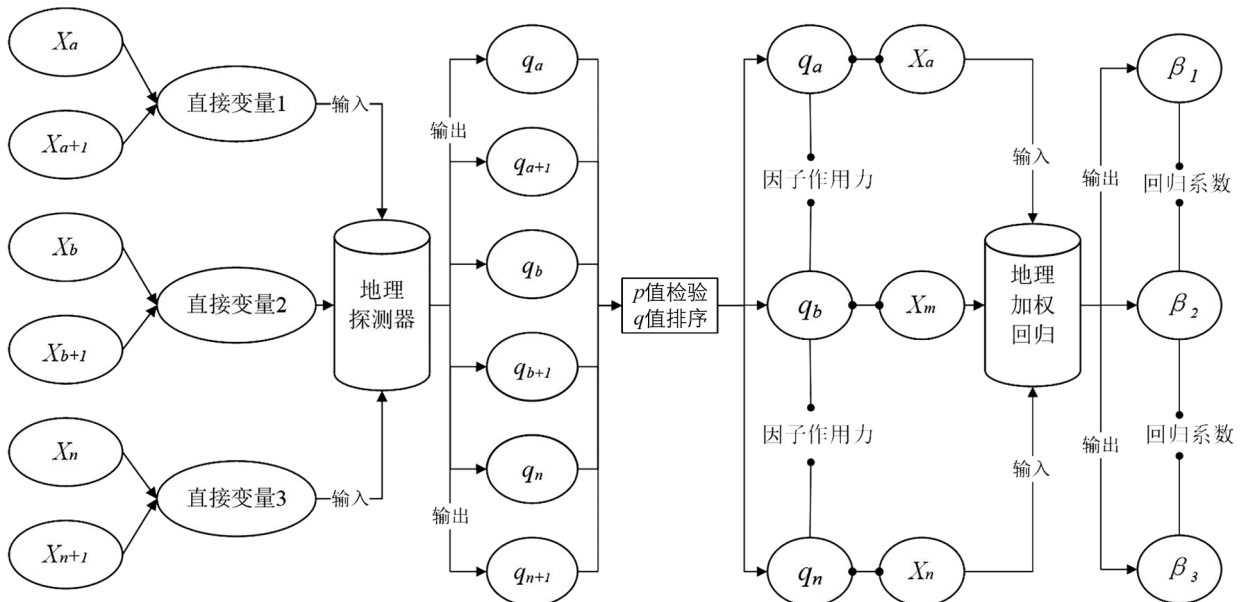 Xa
Xa+1
直接变量1
输入
Xb
Xb+1
直接变量2
Xn
Xn+1
直接变量3
输入
地理
探测器
输出
输出
qa
qa+1
qb
qb+1
qn
qn+1
p值检验
q值排序
qa
Xa
因子作用力
qb
Xm
因子作用力
qn
Xn
输入
地理
加权
回归
输入
输出
输出
β1
回归系数
β2
回归系数
β3